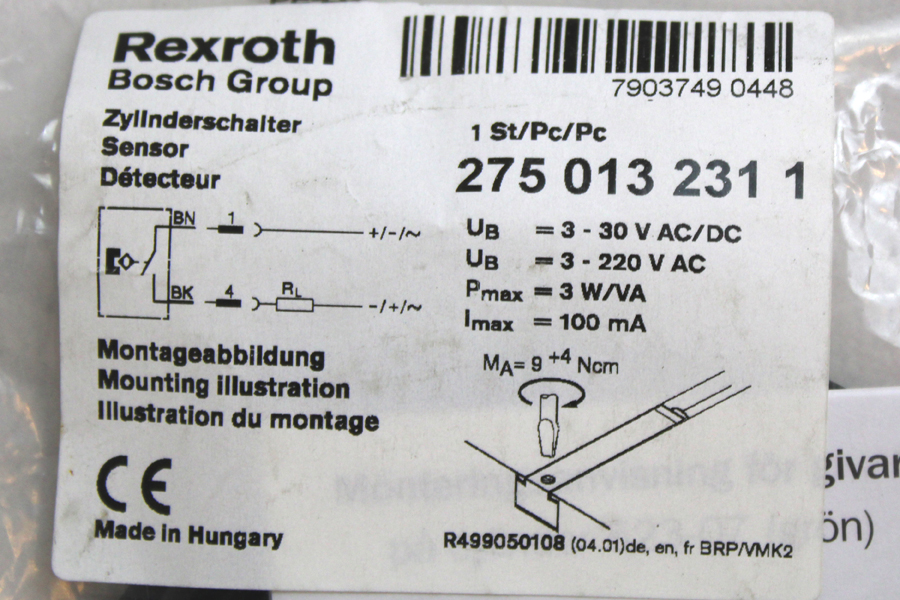 Rexroth
Bosch Group
7903749 0448
Zylinderschalter
Sensor
Détecteur
1 St/Pc/Pc
275 013 231 1
BN 1 +/-/~
BK 4 RL -/+/~
UB = 3 - 30 V AC/DC
UB = 3 - 220 V AC
Pmax = 3 W/VA
Imax = 100 mA
Montageabbildung
Mounting illustration
Illustration du montage
MA= 9 +4 Ncm
CE
Made in Hungary
R499050108 (04.01)de, en, fr BRP/VMK2
givar
ön)